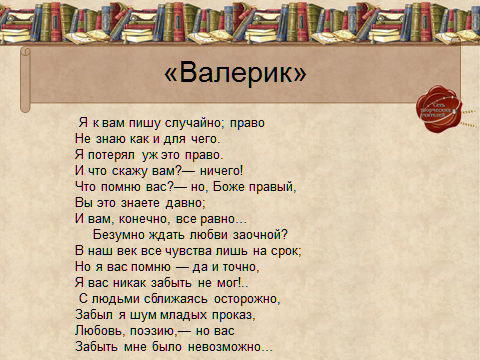 «Валерик»
Я к вам пишу случайно; право
Не знаю как и для чего.
Я потерял уж это право.
И что скажу вам?— ничего!
Что помню вас?— но, Боже правый,
Вы это знаете давно;
И вам, конечно, все равно...
Безумно ждать любви заочной?
В наш век все чувства лишь на срок;
Но я вас помню — да и точно,
Я вас никак забыть не мог!..
С людьми сближаясь осторожно,
Забыл я шум младых проказ,
Любовь, поэзию,— но вас
Забыть мне было невозможно...
Сеть
творческих
учителей